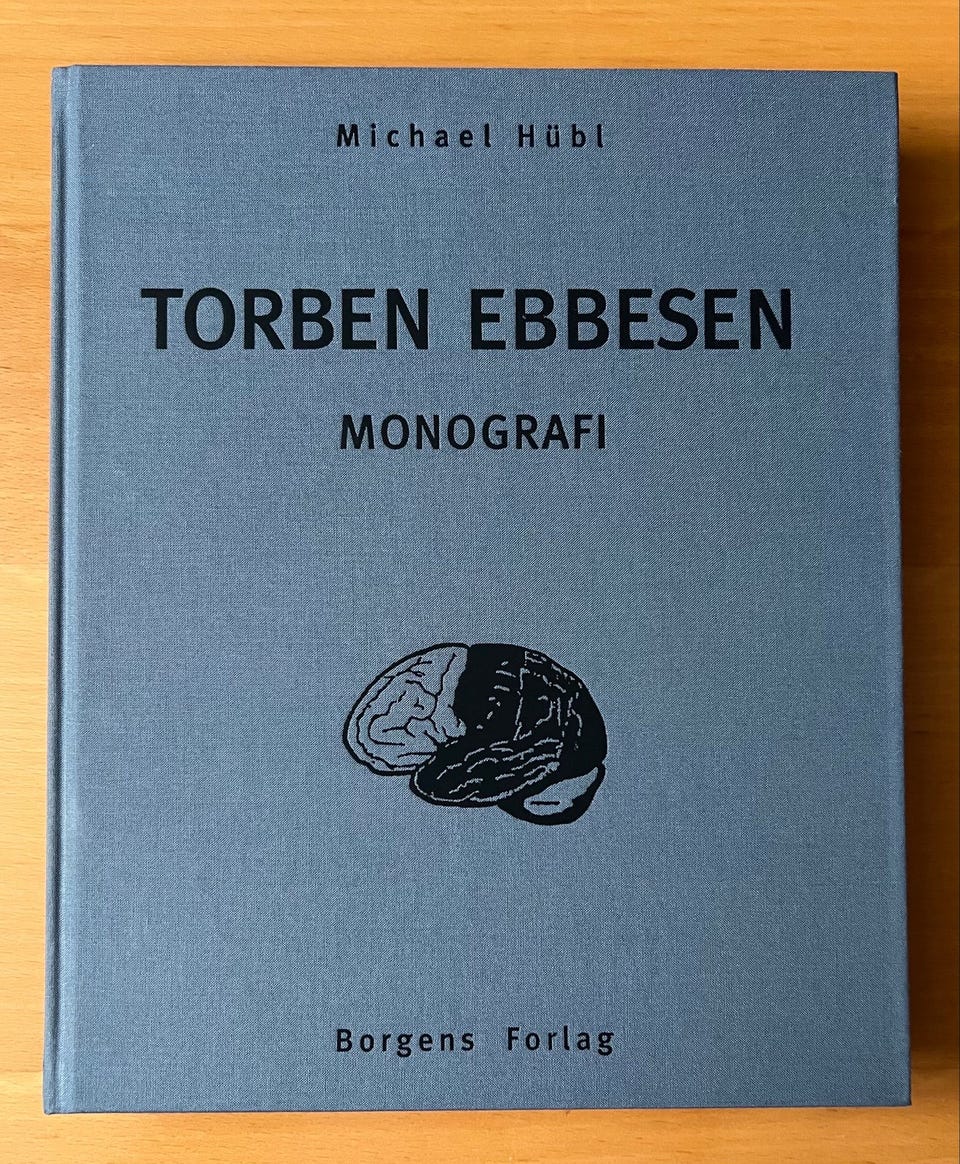 Michael Hübl
TORBEN EBBESEN
MONOGRAFI
Borgens Forlag